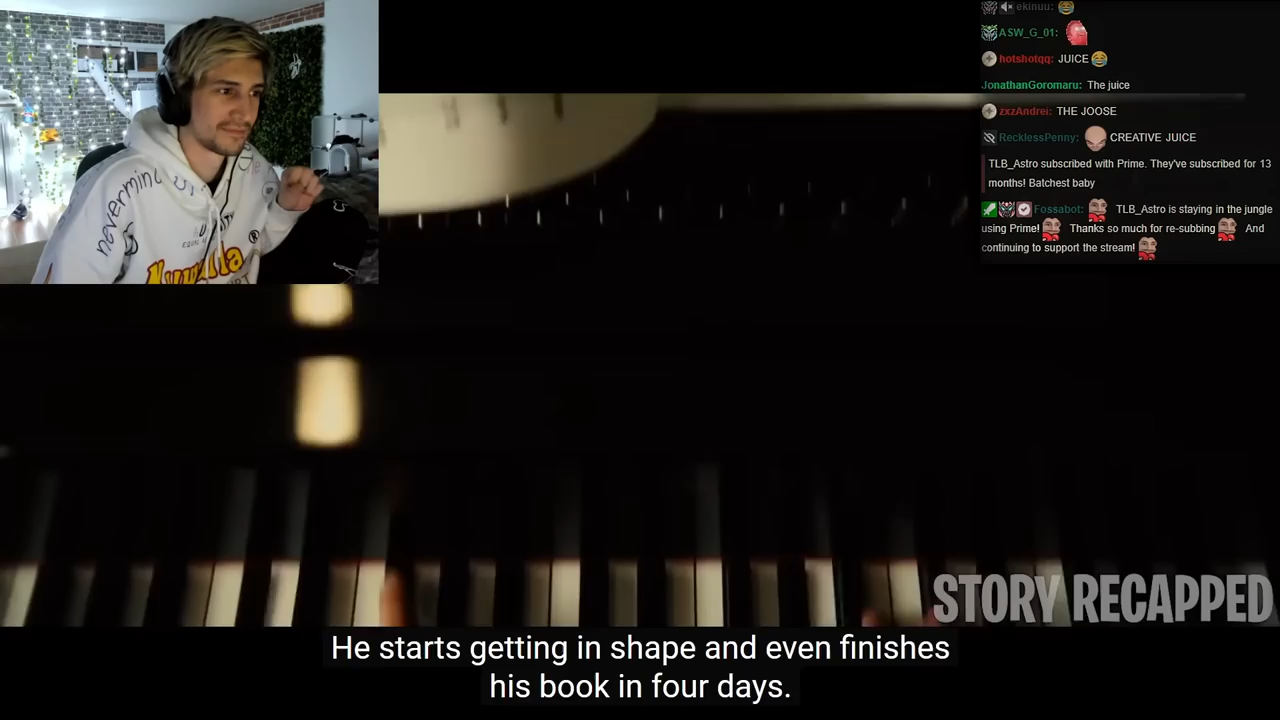 ekinuu:
ASW_G_01:
hotshotqq: JUICE
JonathanGoromaru: The juice
zxzAndrei: THE JOOSE
RecklessPenny: CREATIVE JUICE
TLB_Astro subscribed with Prime. They've subscribed for 13
months! Batchest baby
Fossabot: TLB_Astro is staying in the jungle
using Prime! Thanks so much for re-subbing And
continuing to support the stream!
nevermind
STORY RECAPPED
He starts getting in shape and even finishes
his book in four days.